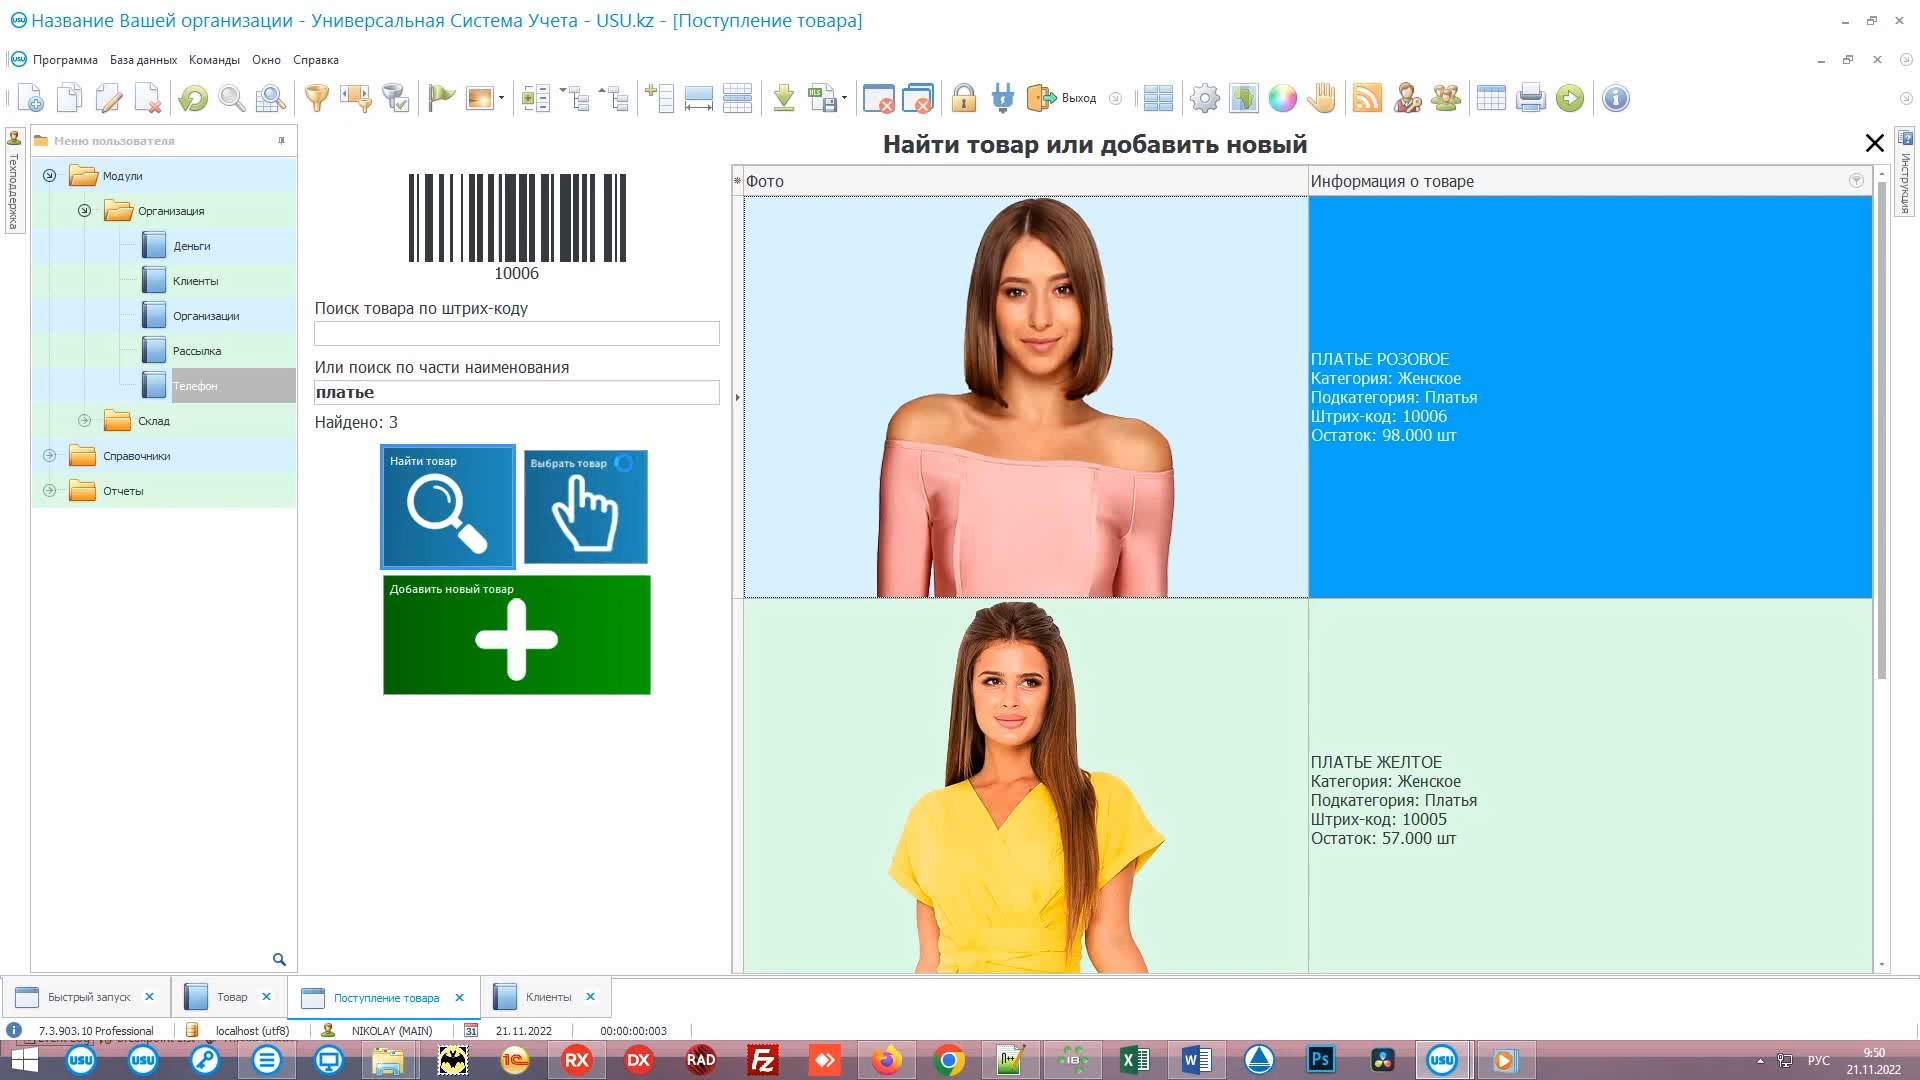 Название Вашей организации - Универсальная Система Учета - USU.kz - [Поступление товара]
Программа База данных Команды Окно Справка
Выход
Техподдержка
Меню пользователя
Модули
Организация
Деньги
Клиенты
Организации
Рассылка
Телефон
Склад
Справочники
Отчеты
Найти товар или добавить новый
10006
Поиск товара по штрих-коду
Или поиск по части наименования
платье
Найдено: 3
Найти товар
Выбрать товар
Добавить новый товар
Фото
Информация о товаре
ПЛАТЬЕ РОЗОВОЕ
Категория: Женское
Подкатегория: Платья
Штрих-код: 10006
Остаток: 98.000 шт
ПЛАТЬЕ ЖЕЛТОЕ
Категория: Женское
Подкатегория: Платья
Штрих-код: 10005
Остаток: 57.000 шт
Инструкция
Быстрый запуск
Товар
Поступление товара
Клиенты
7.3.903.10 Professional
localhost (utf8)
NIKOLAY (MAIN)
21.11.2022
00:00:00:003
РУС
9:50
21.11.2022